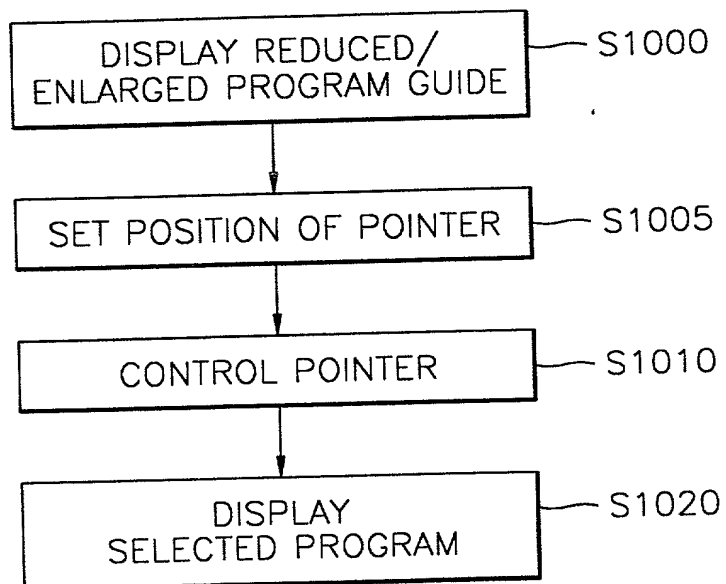 DISPLAY REDUCED/
ENLARGED PROGRAM GUIDE
S1000
SET POSITION OF POINTER
S1005
CONTROL POINTER
S1010
DISPLAY
SELECTED PROGRAM
S1020